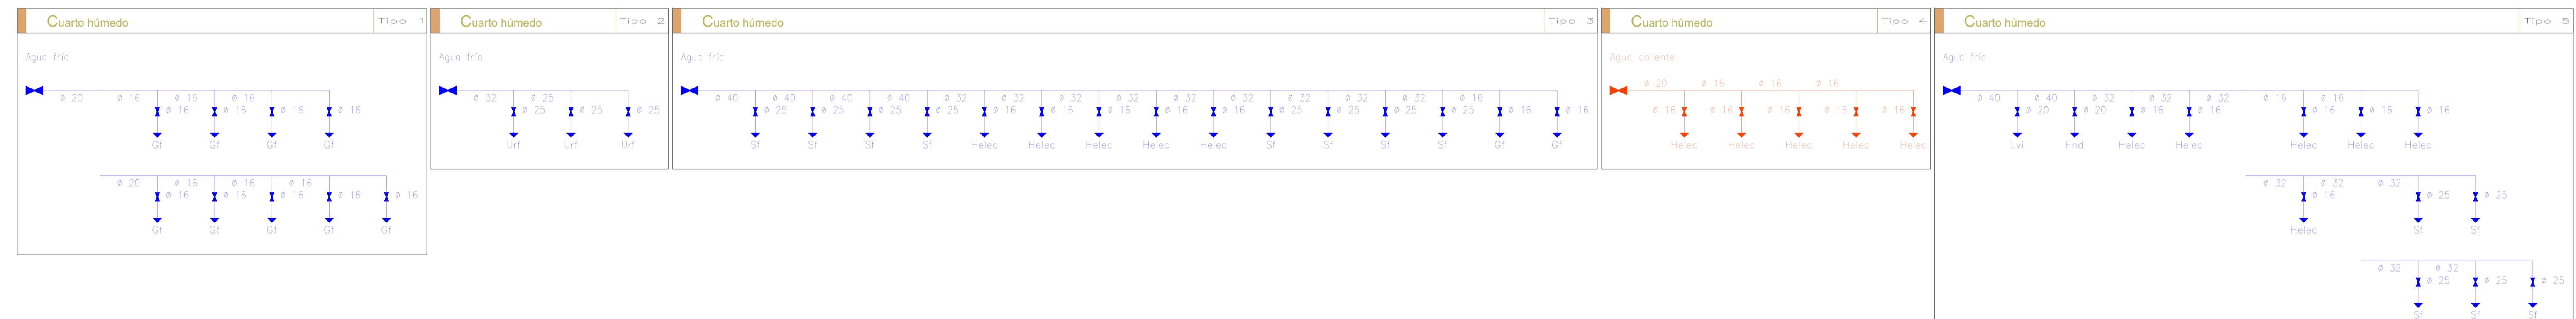 Cuarto húmedo Tipo 1
Agua fría
ø 20 ø 16 ø 16 ø 16
ø 16 ø 16 ø 16 ø 16
Gf Gf Gf Gf
ø 20 ø 16 ø 16 ø 16
ø 16 ø 16 ø 16 ø 16 ø 16
Gf Gf Gf Gf Gf
Cuarto húmedo Tipo 2
Agua fría
ø 32 ø 25
ø 25 ø 25 ø 25
Urf Urf Urf
Cuarto húmedo Tipo 3
Agua fría
ø 40 ø 40 ø 40 ø 40 ø 32 ø 32 ø 32 ø 32 ø 32 ø 32 ø 32 ø 32 ø 32 ø 16
ø 25 ø 25 ø 25 ø 25 ø 16 ø 16 ø 16 ø 16 ø 16 ø 25 ø 25 ø 25 ø 25 ø 16 ø 16
Sf Sf Sf Sf Helec Helec Helec Helec Helec Sf Sf Sf Sf Gf Gf
Cuarto húmedo Tipo 4
Agua caliente
ø 20 ø 16 ø 16 ø 16
ø 16 ø 16 ø 16 ø 16 ø 16
Helec Helec Helec Helec Helec
Cuarto húmedo Tipo 5
Agua fría
ø 40 ø 40 ø 32 ø 32 ø 32 ø 16 ø 16
ø 20 ø 20 ø 16 ø 16 ø 16 ø 16 ø 16
Lvi Fnd Helec Helec Helec Helec Helec
ø 32 ø 32 ø 32
ø 16 ø 25 ø 25
Helec Sf Sf
ø 32 ø 32
ø 25 ø 25 ø 25
Sf Sf Sf